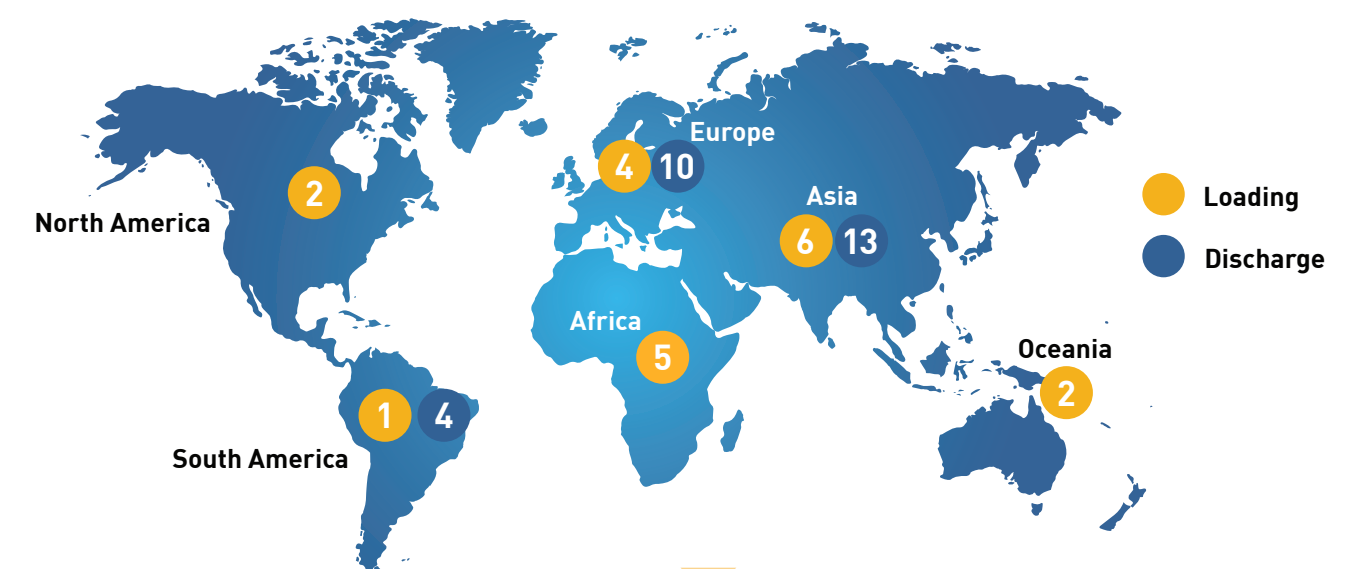 Europe
4 10
Asia
2
Loading
North America
6 13
Discharge
Africa
5
Oceania
2
1 4
South America